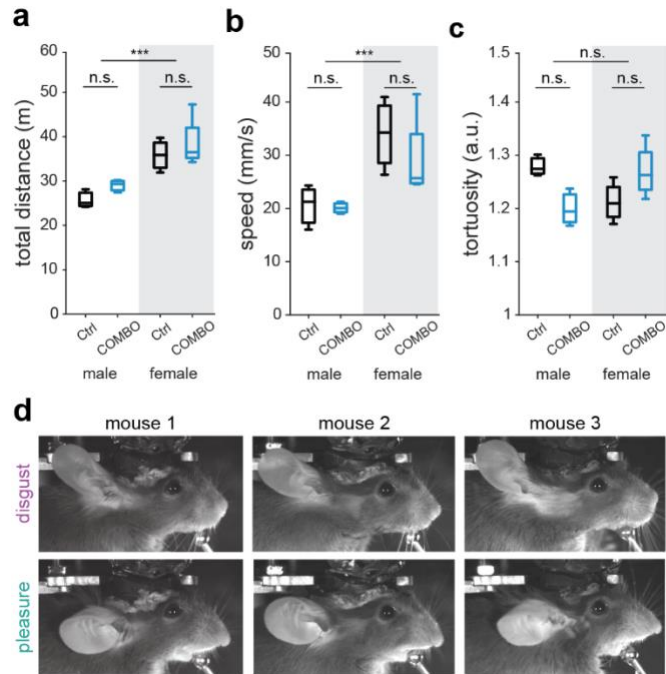 a
total distance (m)
60
50
40
30
20
10
0
***
n.s.
n.s.
Ctrl
COMBO
Ctrl
COMBO
male
female
b
speed (mm/s)
50
40
30
20
10
0
***
n.s.
n.s.
Ctrl
COMBO
Ctrl
COMBO
male
female
c
tortuosity (a.u.)
1.5
1.4
1.3
1.2
1.1
1
n.s.
n.s.
n.s.
Ctrl
COMBO
Ctrl
COMBO
male
female
d
mouse 1
mouse 2
mouse 3
disgust
pleasure